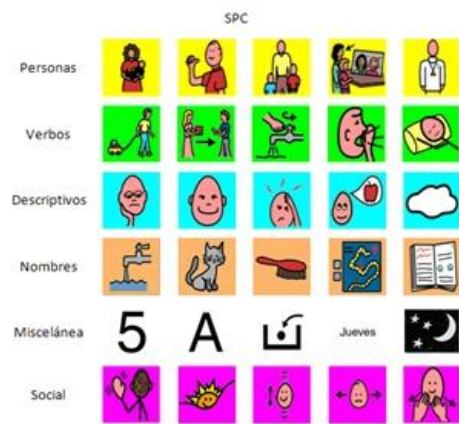 SPC
Personas
Verbos
Descriptivos
Nombres
Miscelánea
5 A Jueves
Social